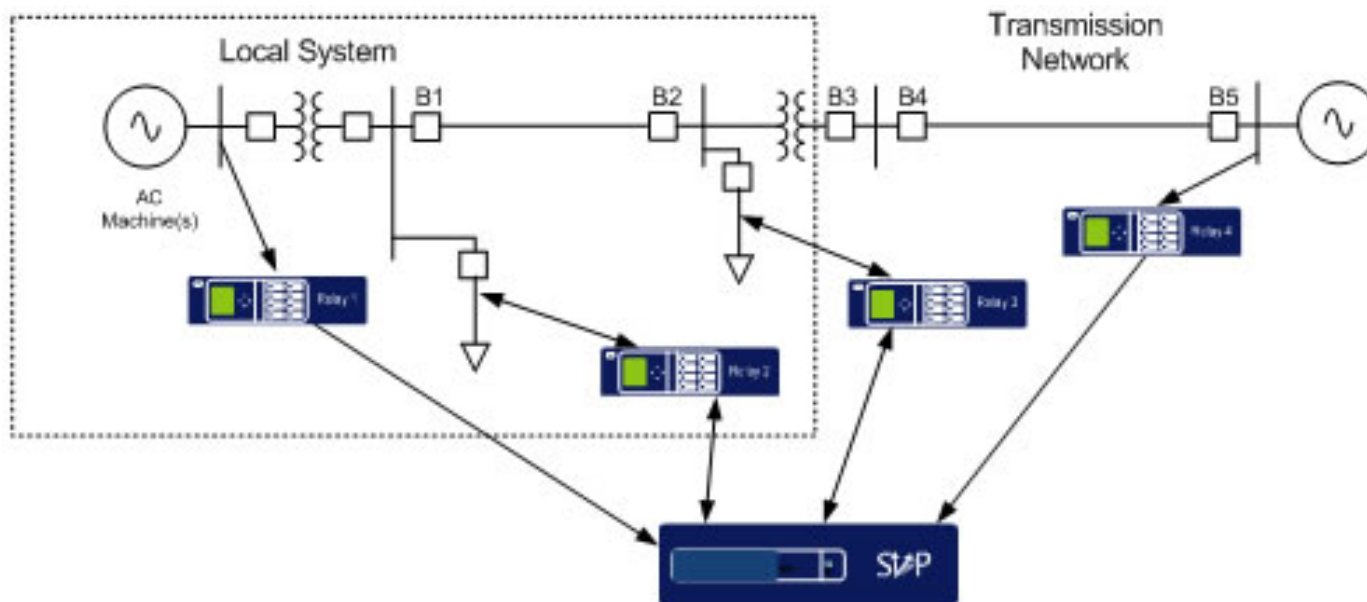 Local System
Transmission
Network
B1
B2
B3
B4
B5
AC
Machine(s)
Relay 1
Relay 2
Relay 3
Relay 4
SVP